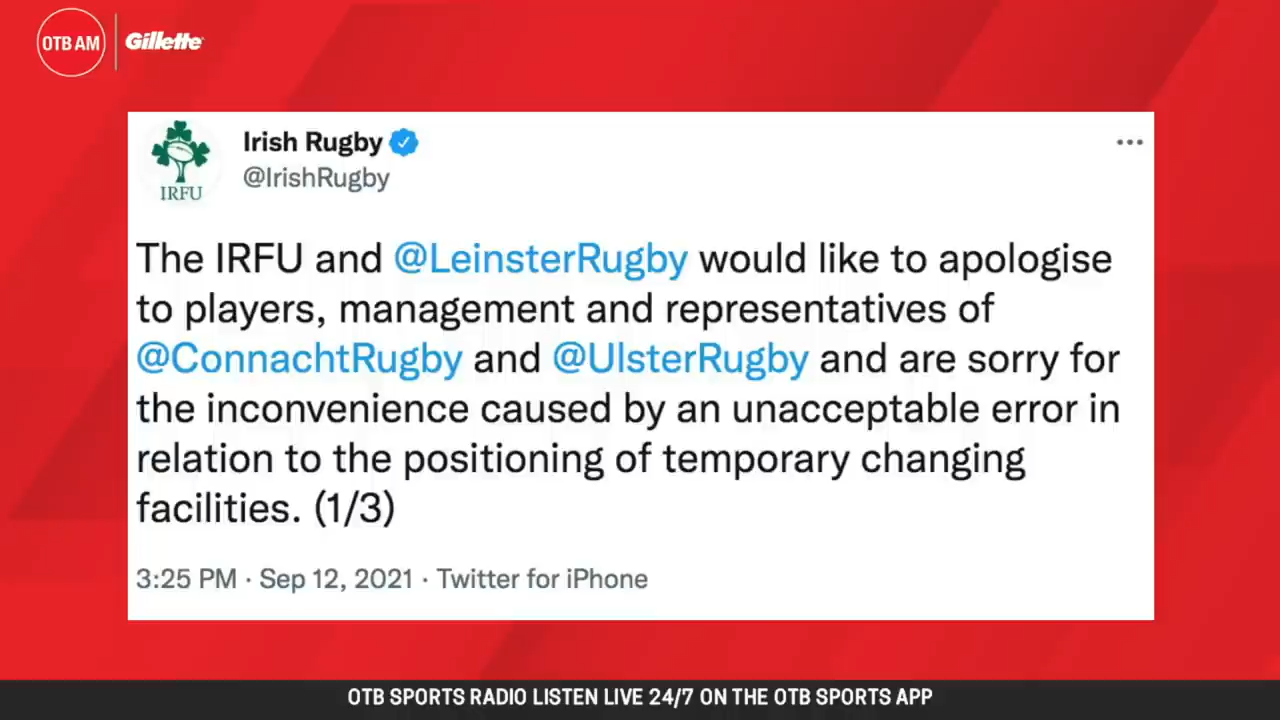 OTB AM
Gillette
Irish Rugby
@IrishRugby
IRFU
The IRFU and @LeinsterRugby would like to apologise
to players, management and representatives of
@ConnachtRugby and @UlsterRugby and are sorry for
the inconvenience caused by an unacceptable error in
relation to the positioning of temporary changing
facilities. (1/3)
3:25 PM · Sep 12, 2021 · Twitter for iPhone
OTB SPORTS RADIO LISTEN LIVE 24/7 ON THE OTB SPORTS APP